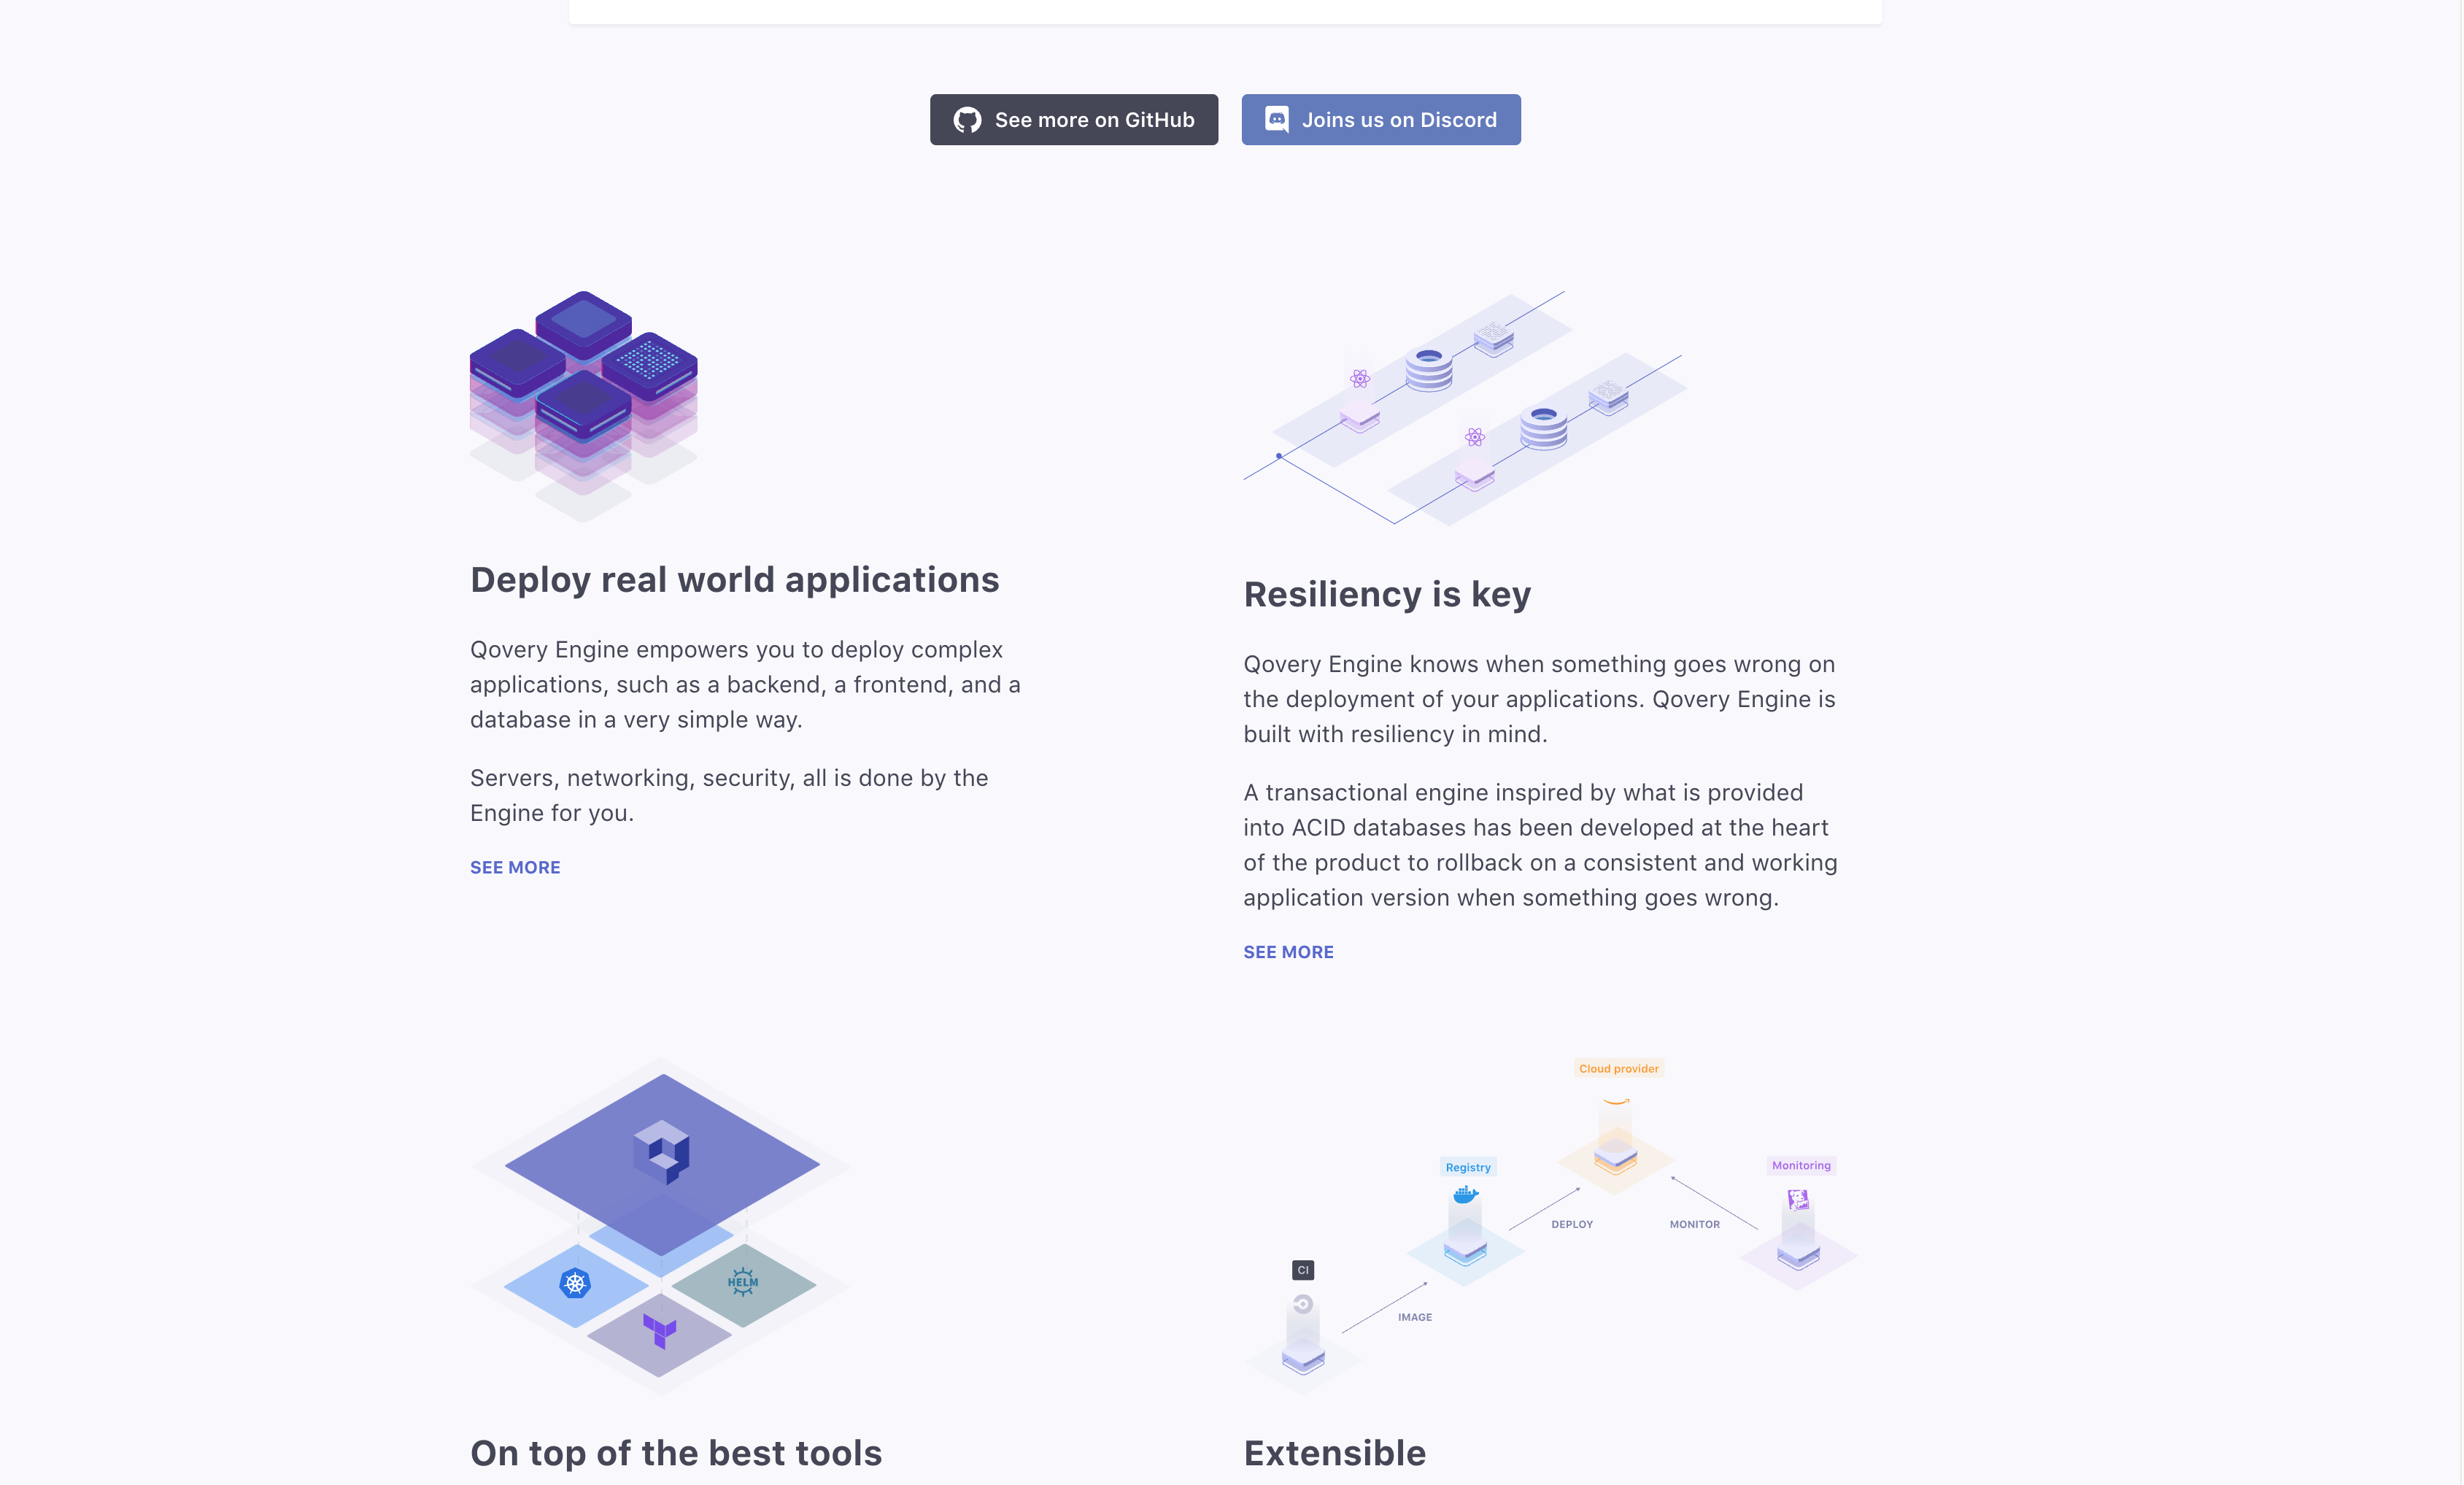 See more on GitHub
Joins us on Discord
Deploy real world applications
Qovery Engine empowers you to deploy complex
applications, such as a backend, a frontend, and a
database in a very simple way.
Servers, networking, security, all is done by the
Engine for you.
SEE MORE
Resiliency is key
Qovery Engine knows when something goes wrong on
the deployment of your applications. Qovery Engine is
built with resiliency in mind.
A transactional engine inspired by what is provided
into ACID databases has been developed at the heart
of the product to rollback on a consistent and working
application version when something goes wrong.
SEE MORE
HELM
On top of the best tools
Cloud provider
Registry
Monitoring
DEPLOY
MONITOR
CI
IMAGE
Extensible